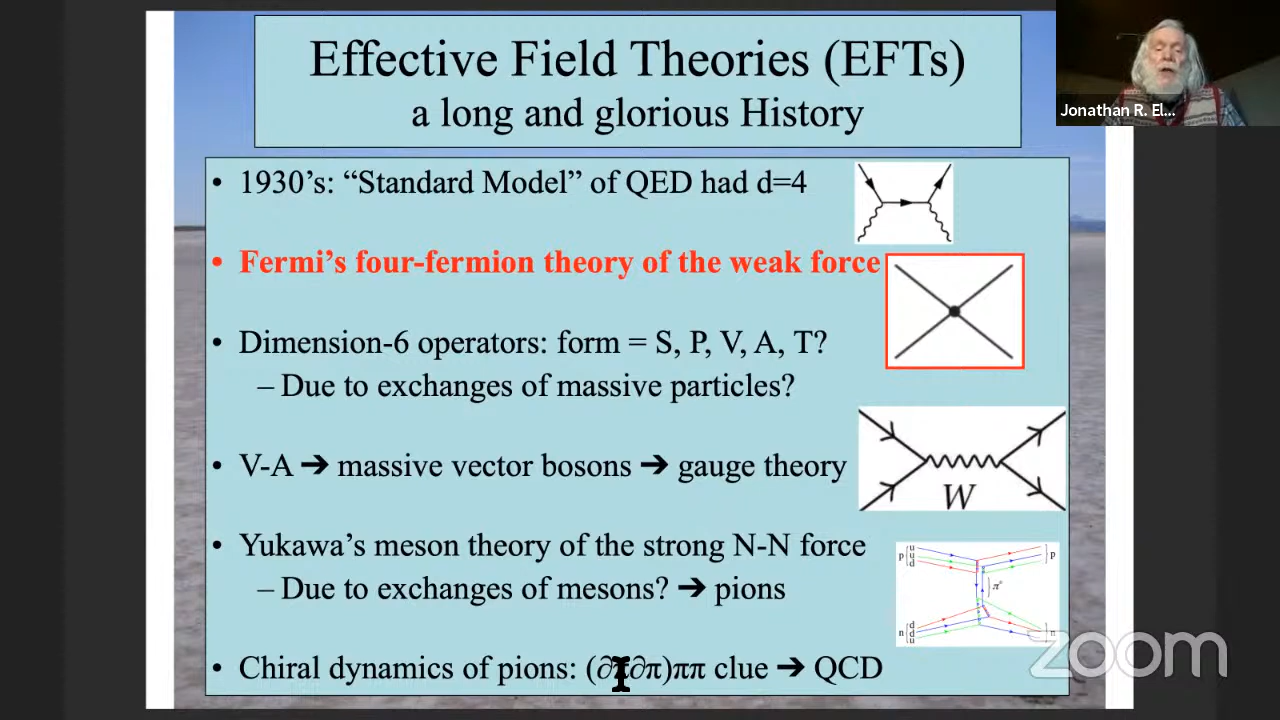 Effective Field Theories (EFTs)
a long and glorious History
Jonathan R. El...
• 1930's: “Standard Model” of QED had d=4
• Fermi's four-fermion theory of the weak force
• Dimension-6 operators: form = S, P, V, A, T?
– Due to exchanges of massive particles?
• V-A ➔ massive vector bosons ➔ gauge theory
W
• Yukawa's meson theory of the strong N-N force
– Due to exchanges of mesons? ➔ pions
p { u u d } p
} π°
n { d d u } n
• Chiral dynamics of pions: (∂π∂π)ππ clue ➔ QCD
zoom